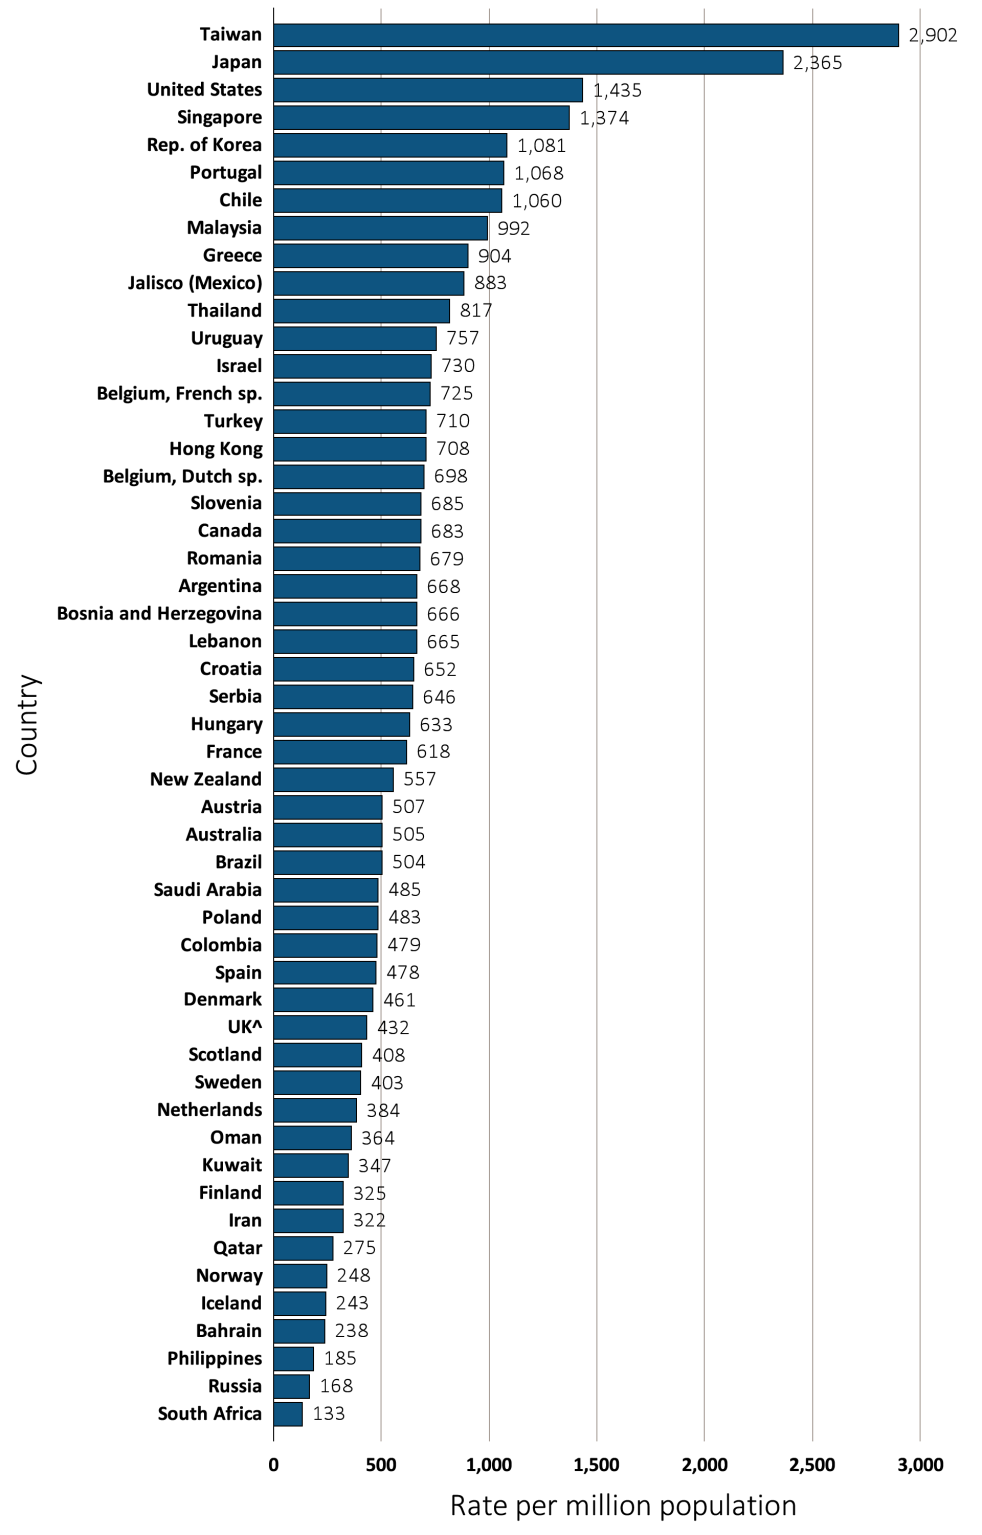 Taiwan 2,902
Japan 2,365
United States 1,435
Singapore 1,374
Rep. of Korea 1,081
Portugal 1,068
Chile 1,060
Malaysia 992
Greece 904
Jalisco (Mexico) 883
Thailand 817
Uruguay 757
Israel 730
Belgium, French sp. 725
Turkey 710
Hong Kong 708
Belgium, Dutch sp. 698
Slovenia 685
Canada 683
Romania 679
Argentina 668
Bosnia and Herzegovina 666
Lebanon 665
Croatia 652
Serbia 646
Hungary 633
France 618
New Zealand 557
Austria 507
Australia 505
Brazil 504
Saudi Arabia 485
Poland 483
Colombia 479
Spain 478
Denmark 461
UK^ 432
Scotland 408
Sweden 403
Netherlands 384
Oman 364
Kuwait 347
Finland 325
Iran 322
Qatar 275
Norway 248
Iceland 243
Bahrain 238
Philippines 185
Russia 168
South Africa 133
Country
0 500 1,000 1,500 2,000 2,500 3,000
Rate per million population